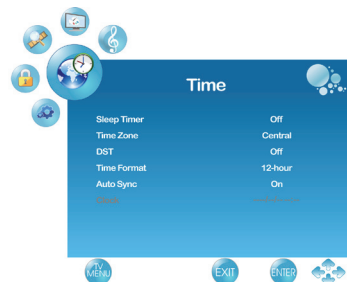 Time
Sleep Timer Off
Time Zone Central
DST Off
Time Format 12-hour
Auto Sync On
TV
MENU EXIT ENTER